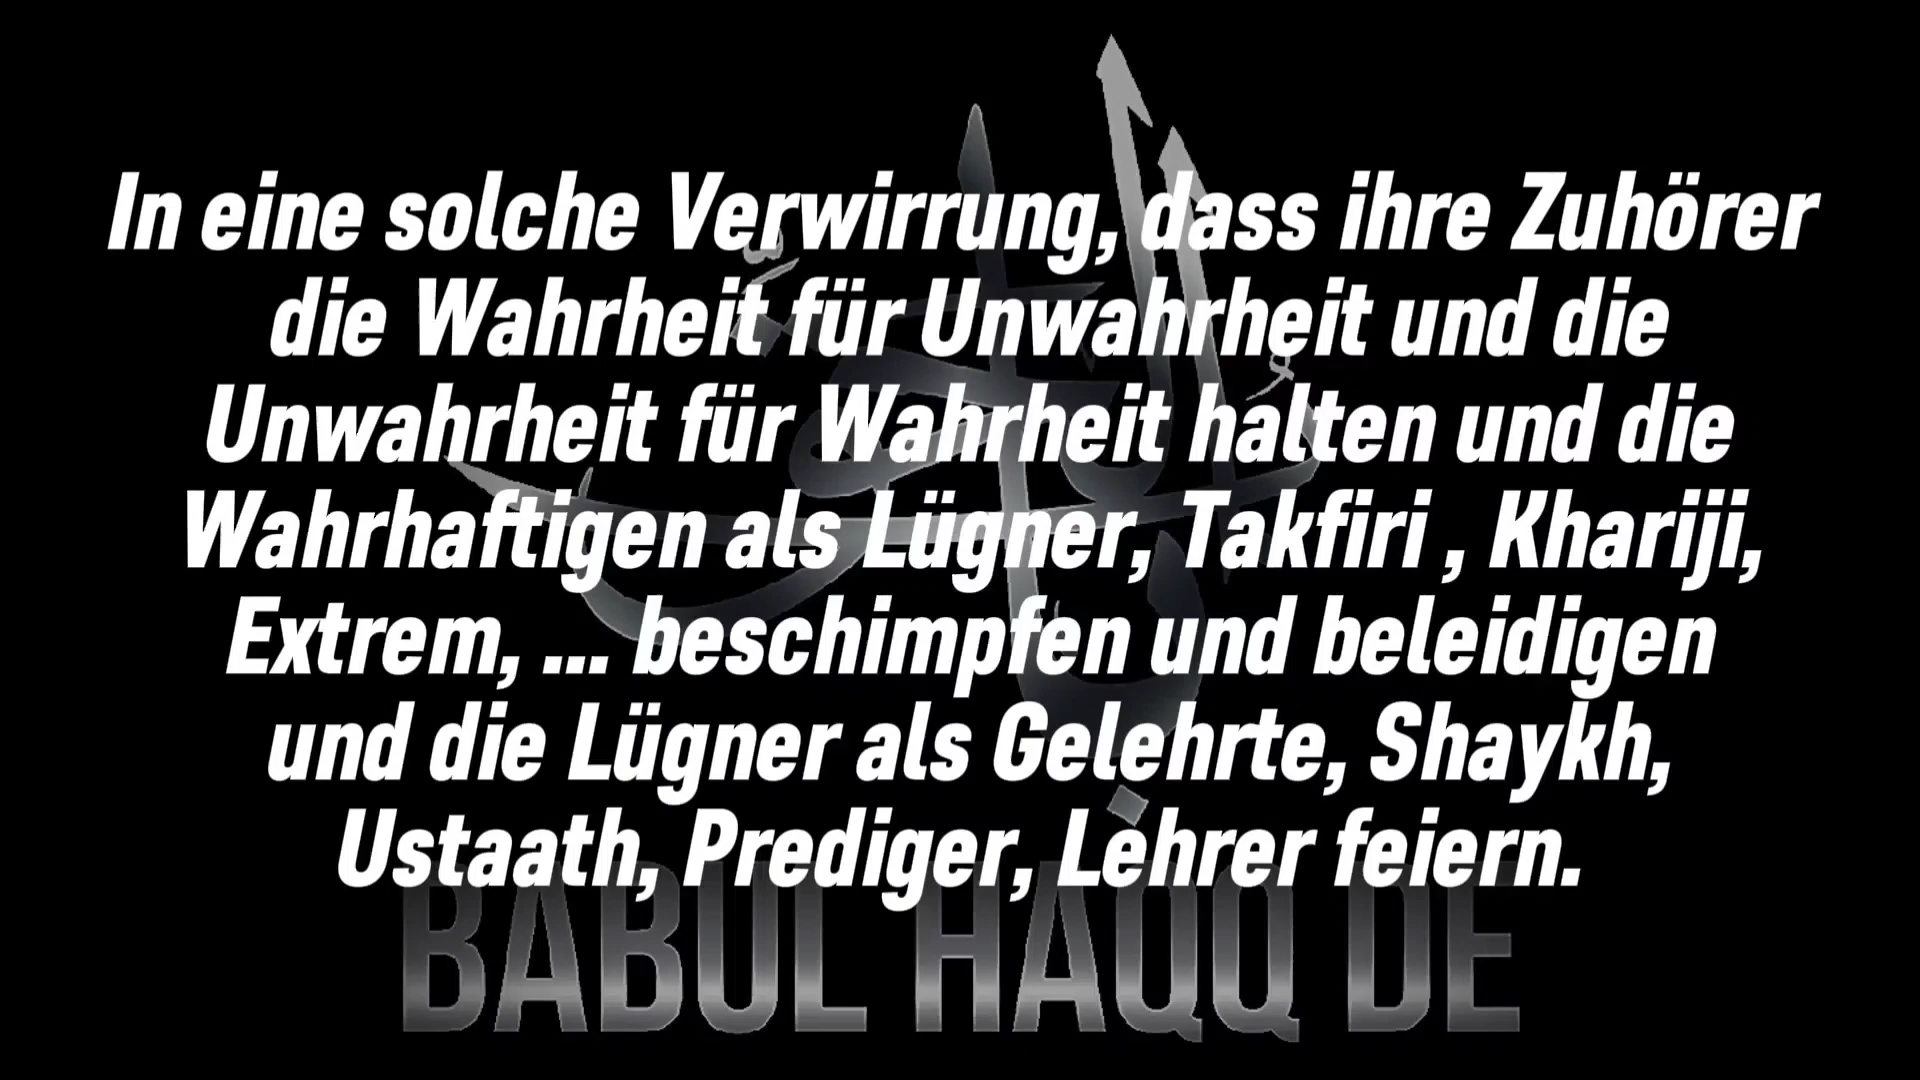 In eine solche Verwirrung, dass ihre Zuhörer
die Wahrheit für Unwahrheit und die
Unwahrheit für Wahrheit halten und die
Wahrhaftigen als Lügner, Takfiri , Kharijī,
Extrem, ... beschimpfen und beleidigen
und die Lügner als Gelehrte, Shaykh,
Ustaath, Prediger, Lehrer feiern.
BABUL HAQQ DE